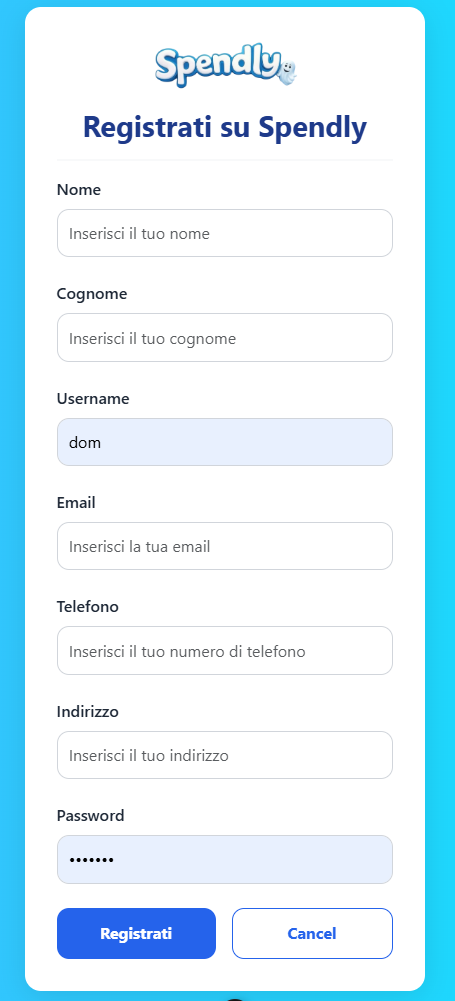 Spendly
Registrati su Spendly
Nome
Inserisci il tuo nome
Cognome
Inserisci il tuo cognome
Username
dom
Email
Inserisci la tua email
Telefono
Inserisci il tuo numero di telefono
Indirizzo
Inserisci il tuo indirizzo
Password
•••••••
Registrati
Cancel